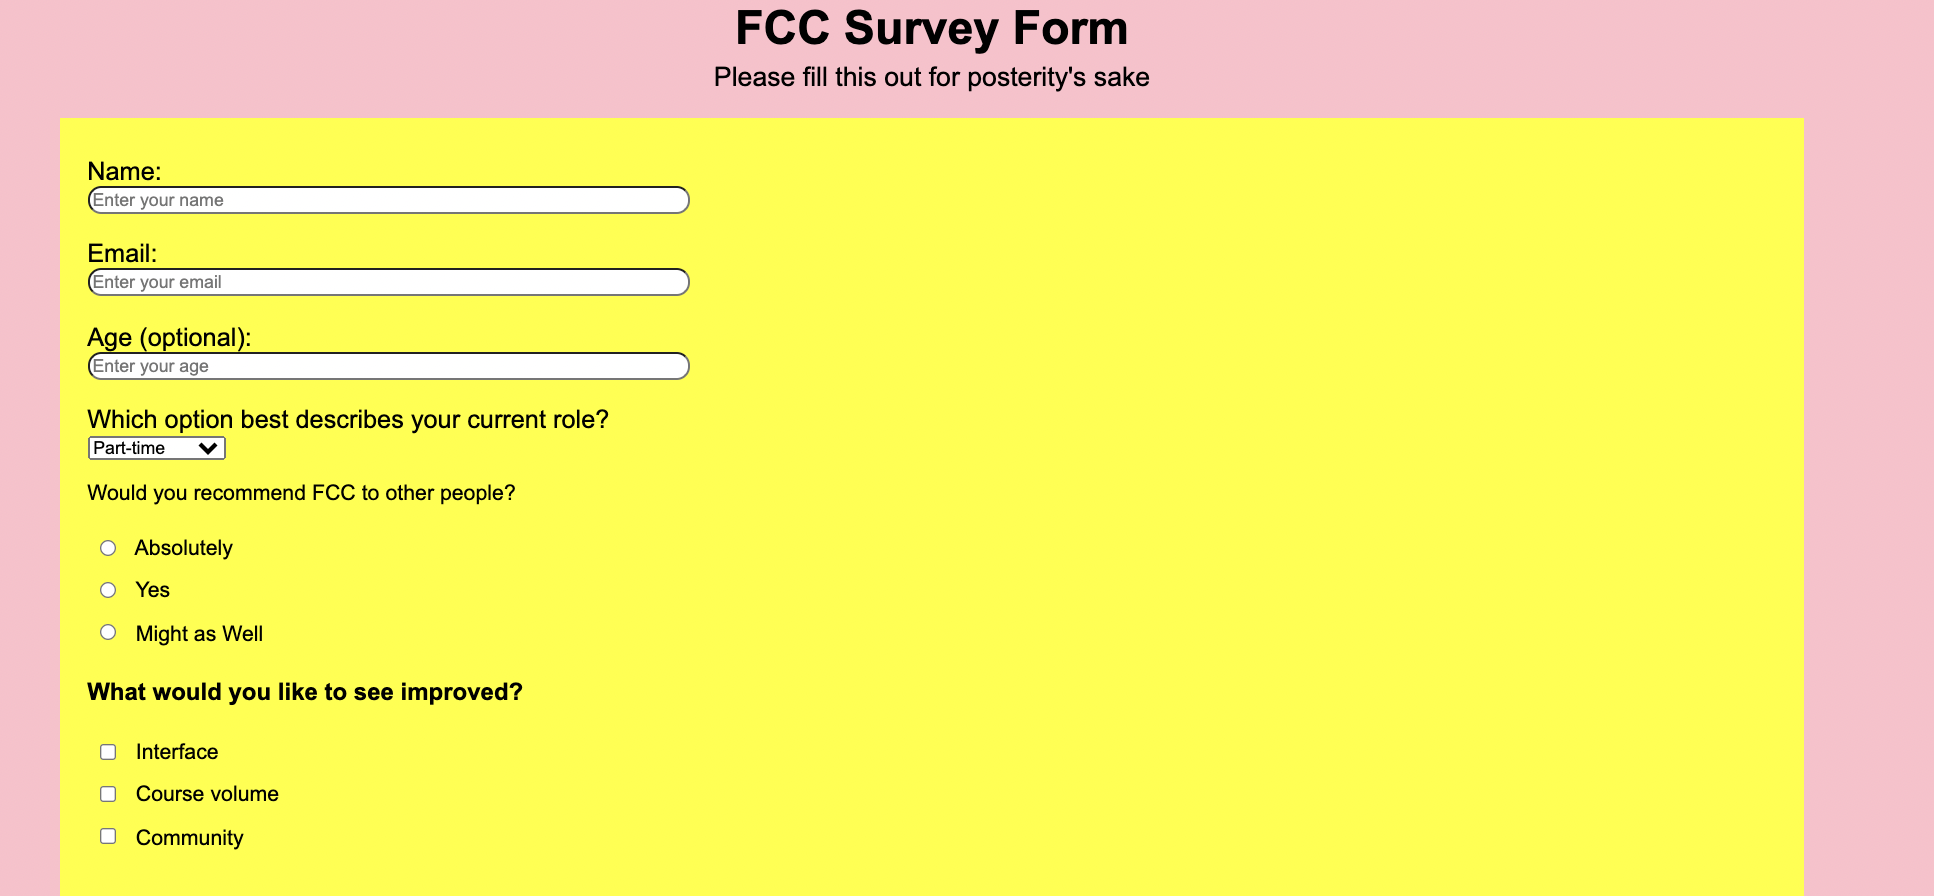 FCC Survey Form
Please fill this out for posterity's sake
Name:
Enter your name
Email:
Enter your email
Age (optional):
Enter your age
Which option best describes your current role?
Part-time
Would you recommend FCC to other people?
Absolutely
Yes
Might as Well
What would you like to see improved?
Interface
Course volume
Community